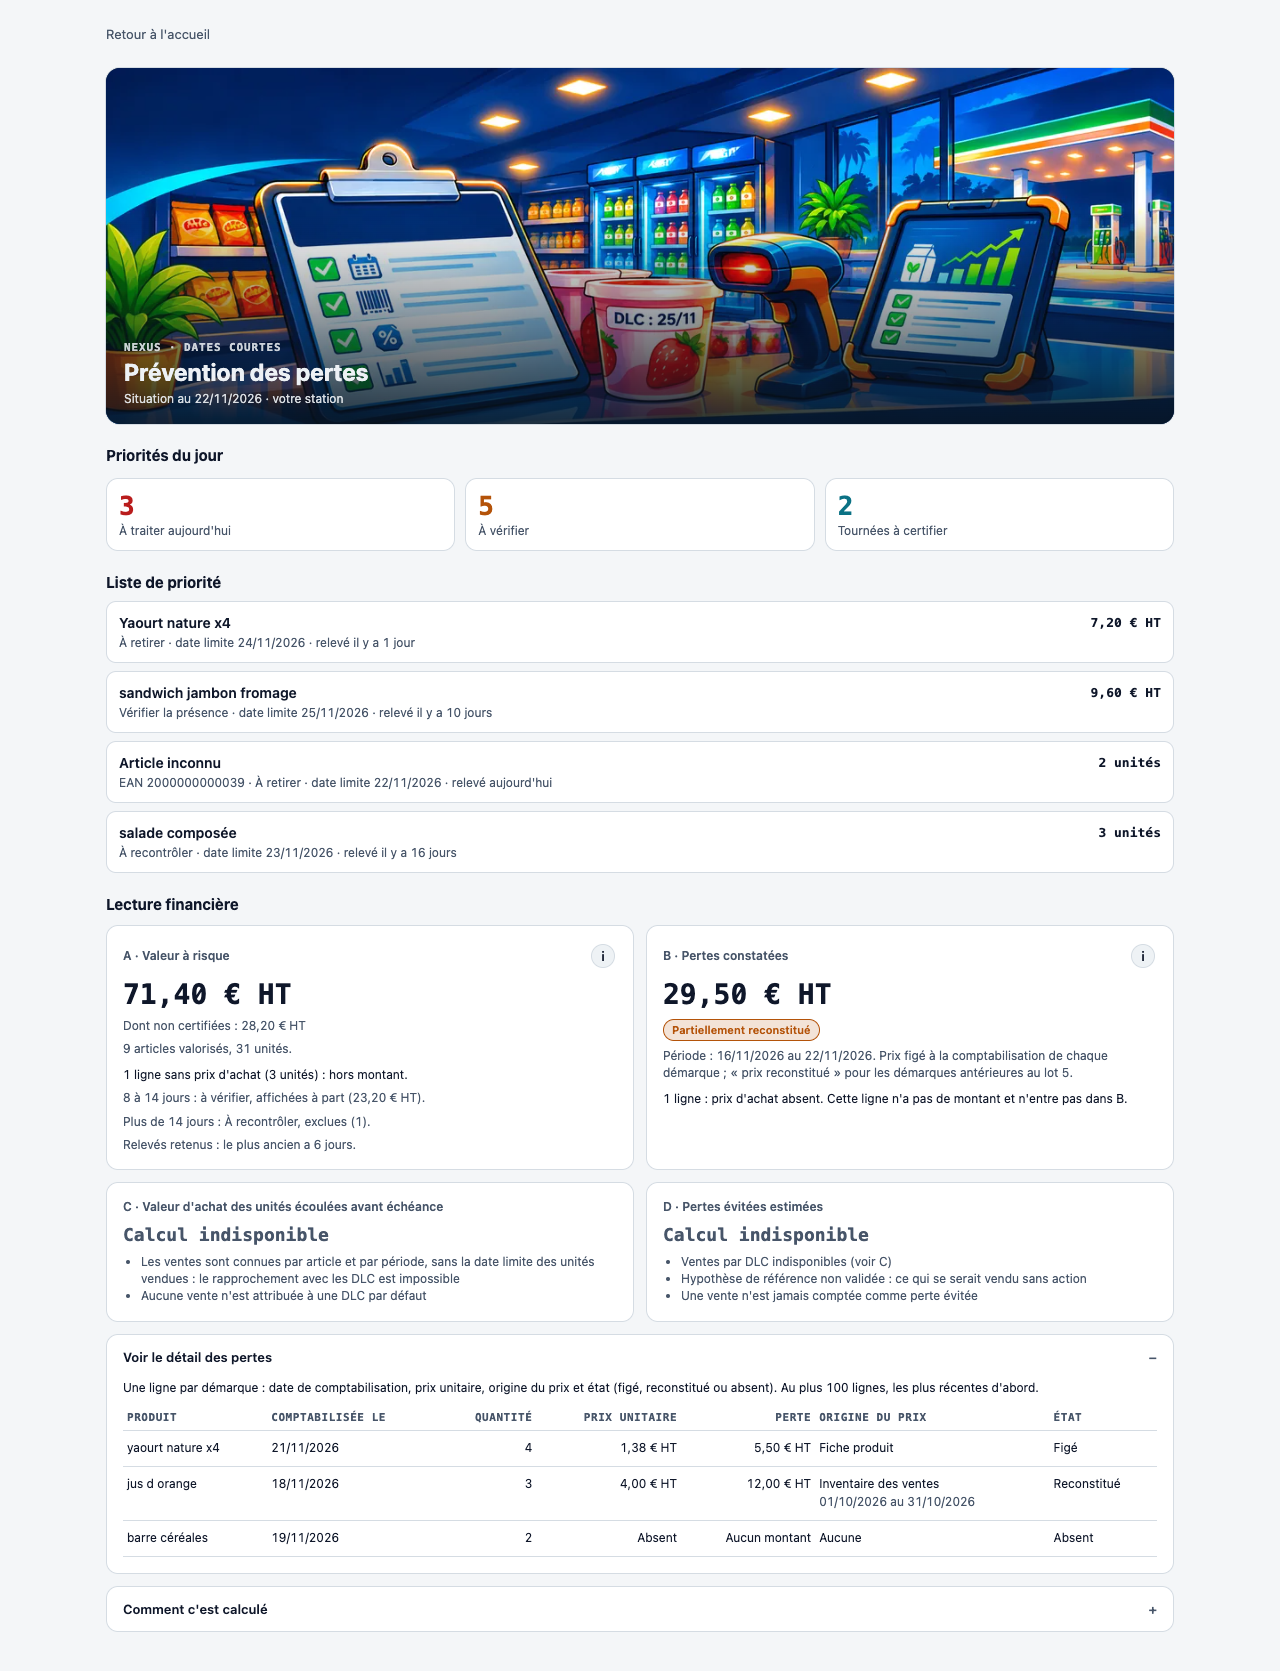 Retour à l'accueil
DLC : 25/11
NEXUS · DATES COURTES
Prévention des pertes
Situation au 22/11/2026 · votre station
Priorités du jour
3
À traiter aujourd'hui
5
À vérifier
2
Tournées à certifier
Liste de priorité
Yaourt nature x4
7,20 € HT
À retirer · date limite 24/11/2026 · relevé il y a 1 jour
sandwich jambon fromage
9,60 € HT
Vérifier la présence · date limite 25/11/2026 · relevé il y a 10 jours
Article inconnu
2 unités
EAN 2000000000039 · À retirer · date limite 22/11/2026 · relevé aujourd'hui
salade composée
3 unités
À recontrôler · date limite 23/11/2026 · relevé il y a 16 jours
Lecture financière
A · Valeur à risque
i
71,40 € HT
Dont non certifiées : 28,20 € HT
9 articles valorisés, 31 unités.
1 ligne sans prix d'achat (3 unités) : hors montant.
8 à 14 jours : à vérifier, affichées à part (23,20 € HT).
Plus de 14 jours : À recontrôler, exclues (1).
Relevés retenus : le plus ancien a 6 jours.
B · Pertes constatées
i
29,50 € HT
Partiellement reconstitué
Période : 16/11/2026 au 22/11/2026. Prix figé à la comptabilisation de chaque
démarque ; « prix reconstitué » pour les démarques antérieures au lot 5.
1 ligne : prix d'achat absent. Cette ligne n'a pas de montant et n'entre pas dans B.
C · Valeur d'achat des unités écoulées avant échéance
Calcul indisponible
• Les ventes sont connues par article et par période, sans la date limite des unités
vendues : le rapprochement avec les DLC est impossible
• Aucune vente n'est attribuée à une DLC par défaut
D · Pertes évitées estimées
Calcul indisponible
• Ventes par DLC indisponibles (voir C)
• Hypothèse de référence non validée : ce qui se serait vendu sans action
• Une vente n'est jamais comptée comme perte évitée
Voir le détail des pertes
−
Une ligne par démarque : date de comptabilisation, prix unitaire, origine du prix et état (figé, reconstitué ou absent). Au plus 100 lignes, les plus récentes d'abord.
PRODUIT COMPTABILISÉE LE QUANTITÉ PRIX UNITAIRE PERTE ORIGINE DU PRIX ÉTAT
yaourt nature x4 21/11/2026 4 1,38 € HT 5,50 € HT Fiche produit Figé
jus d orange 18/11/2026 3 4,00 € HT 12,00 € HT Inventaire des ventes Reconstitué
01/10/2026 au 31/10/2026
barre céréales 19/11/2026 2 Absent Aucun montant Aucune Absent
Comment c'est calculé
+